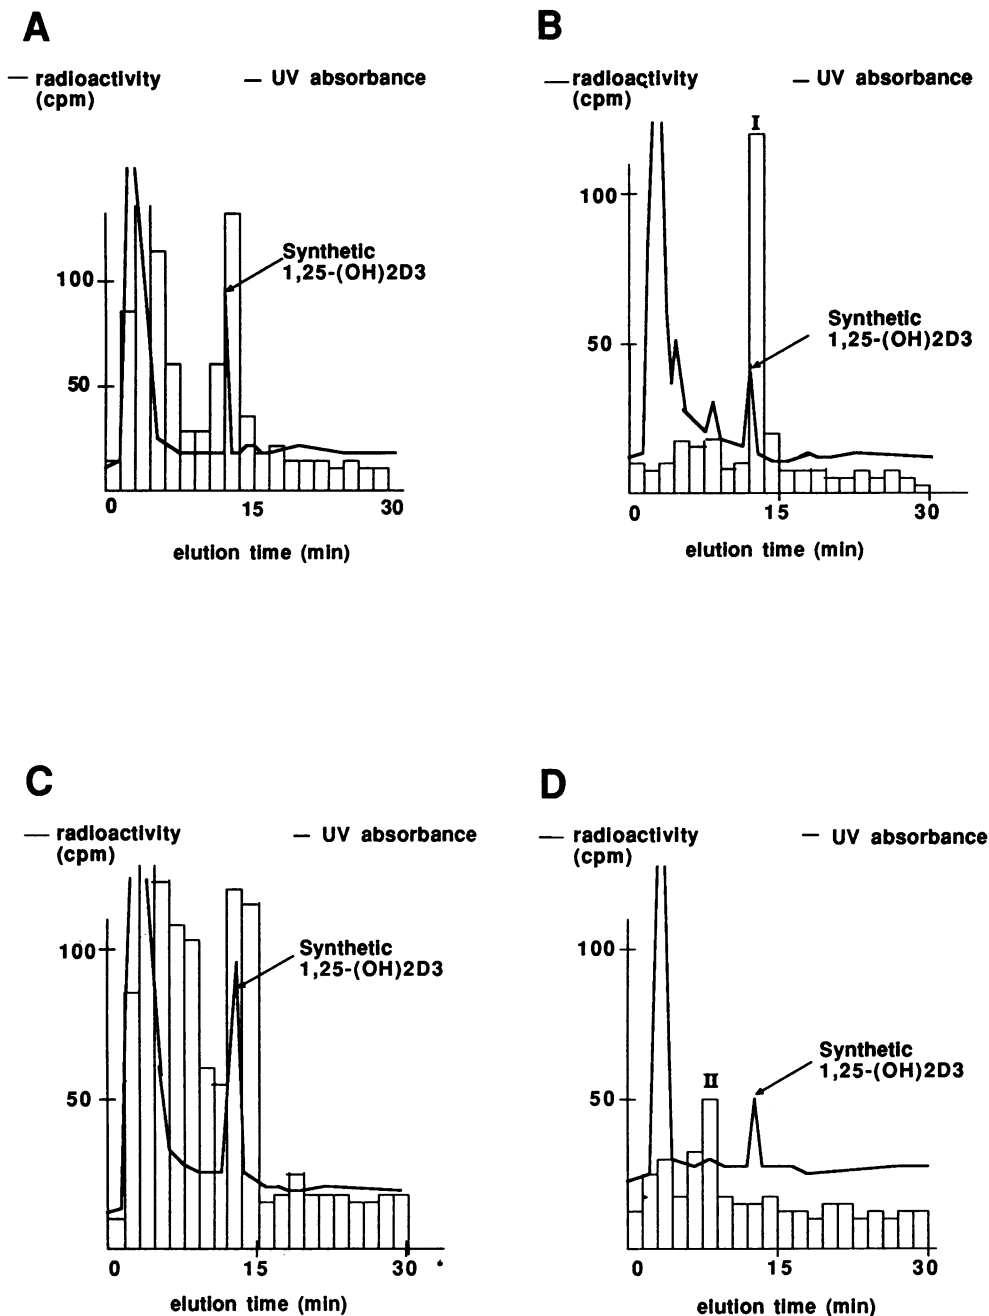 A
radioactivity
(cpm)
UV absorbance
100
50
Synthetic
1,25-(OH)2D3
0 15 30
elution time (min)
B
radioactivity
(cpm)
UV absorbance
I
100
50
Synthetic
1,25-(OH)2D3
0 15 30
elution time (min)
C
radioactivity
(cpm)
UV absorbance
100
50
Synthetic
1,25-(OH)2D3
0 15 30
elution time (min)
D
radioactivity
(cpm)
UV absorbance
100
50
II
Synthetic
1,25-(OH)2D3
0 15 30
elution time (min)